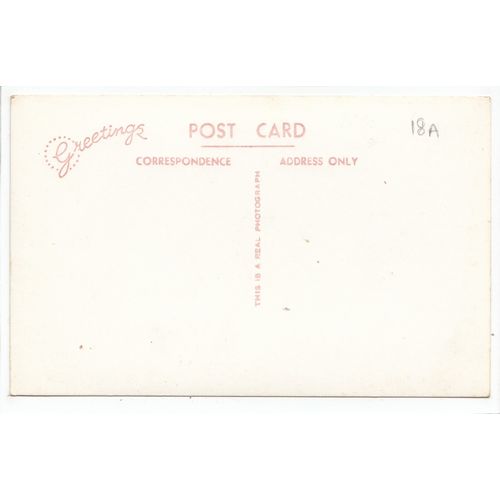 Greetings
POST CARD
18A
CORRESPONDENCE
ADDRESS ONLY
THIS IS A REAL PHOTOGRAPH